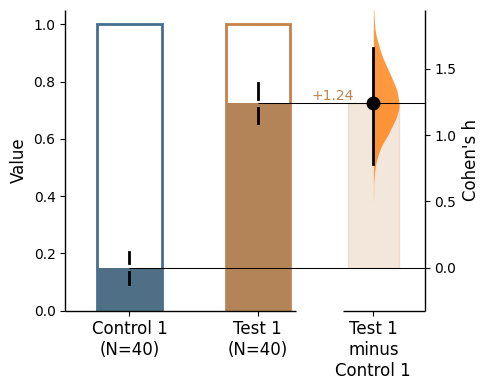 1.0
0.8
0.6
0.4
0.2
0.0
Value
+1.24
1.5
1.0
0.5
0.0
Cohen's h
Control 1
(N=40)
Test 1
(N=40)
Test 1
minus
Control 1